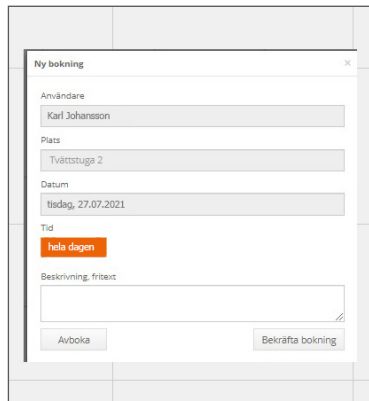 Ny bokning
×
Användare
Karl Johansson
Plats
Tvättstuga 2
Datum
tisdag, 27.07.2021
Tid
hela dagen
Beskrivning, fritext
Avboka
Bekräfta bokning